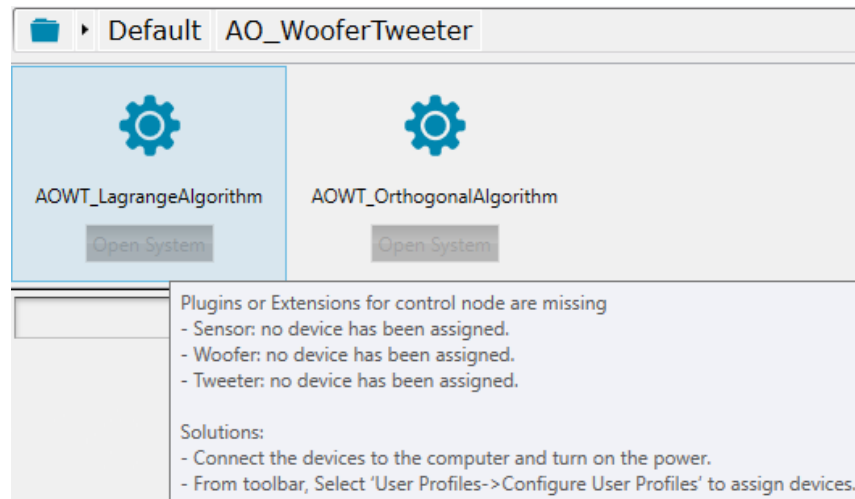 Default AO_WooferTweeter
AOWT_LagrangeAlgorithm AOWT_OrthogonalAlgorithm
Open System Open System
Plugins or Extensions for control node are missing
- Sensor: no device has been assigned.
- Woofer: no device has been assigned.
- Tweeter: no device has been assigned.
Solutions:
- Connect the devices to the computer and turn on the power.
- From toolbar, Select 'User Profiles->Configure User Profiles' to assign devices.